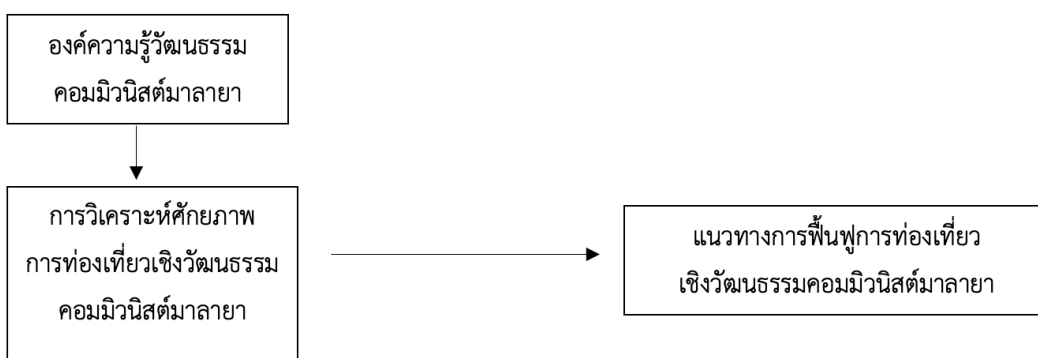 องค์ความรู้วัฒนธรรม
คอมมิวนิสต์มาลายา
การวิเคราะห์ศักยภาพ
การท่องเที่ยวเชิงวัฒนธรรม
คอมมิวนิสต์มาลายา
แนวทางการฟื้นฟูการท่องเที่ยว
เชิงวัฒนธรรมคอมมิวนิสต์มาลายา